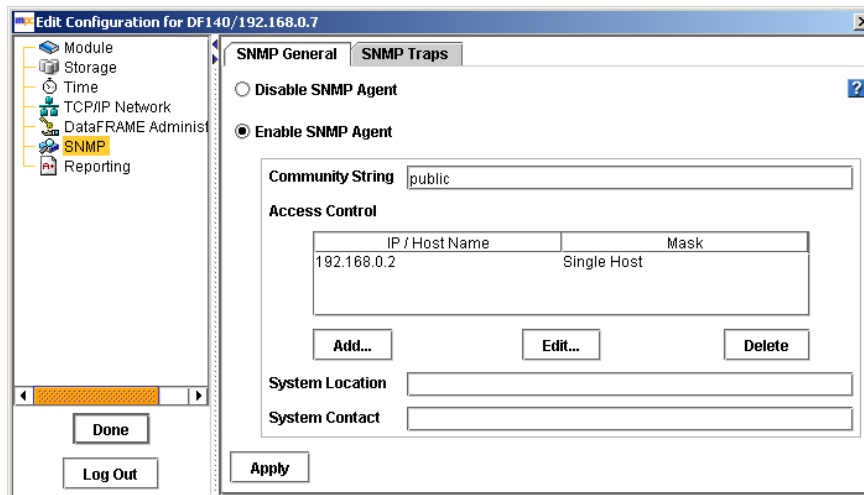 Edit Configuration for DF140/192.168.0.7
Module
Storage
Time
TCP/IP Network
DataFRAME Administ
SNMP
Reporting
Done
Log Out
SNMP General
SNMP Traps
Disable SNMP Agent
?
Enable SNMP Agent
Community String
public
Access Control
IP / Host Name
Mask
192.168.0.2
Single Host
Add...
Edit...
Delete
System Location
System Contact
Apply